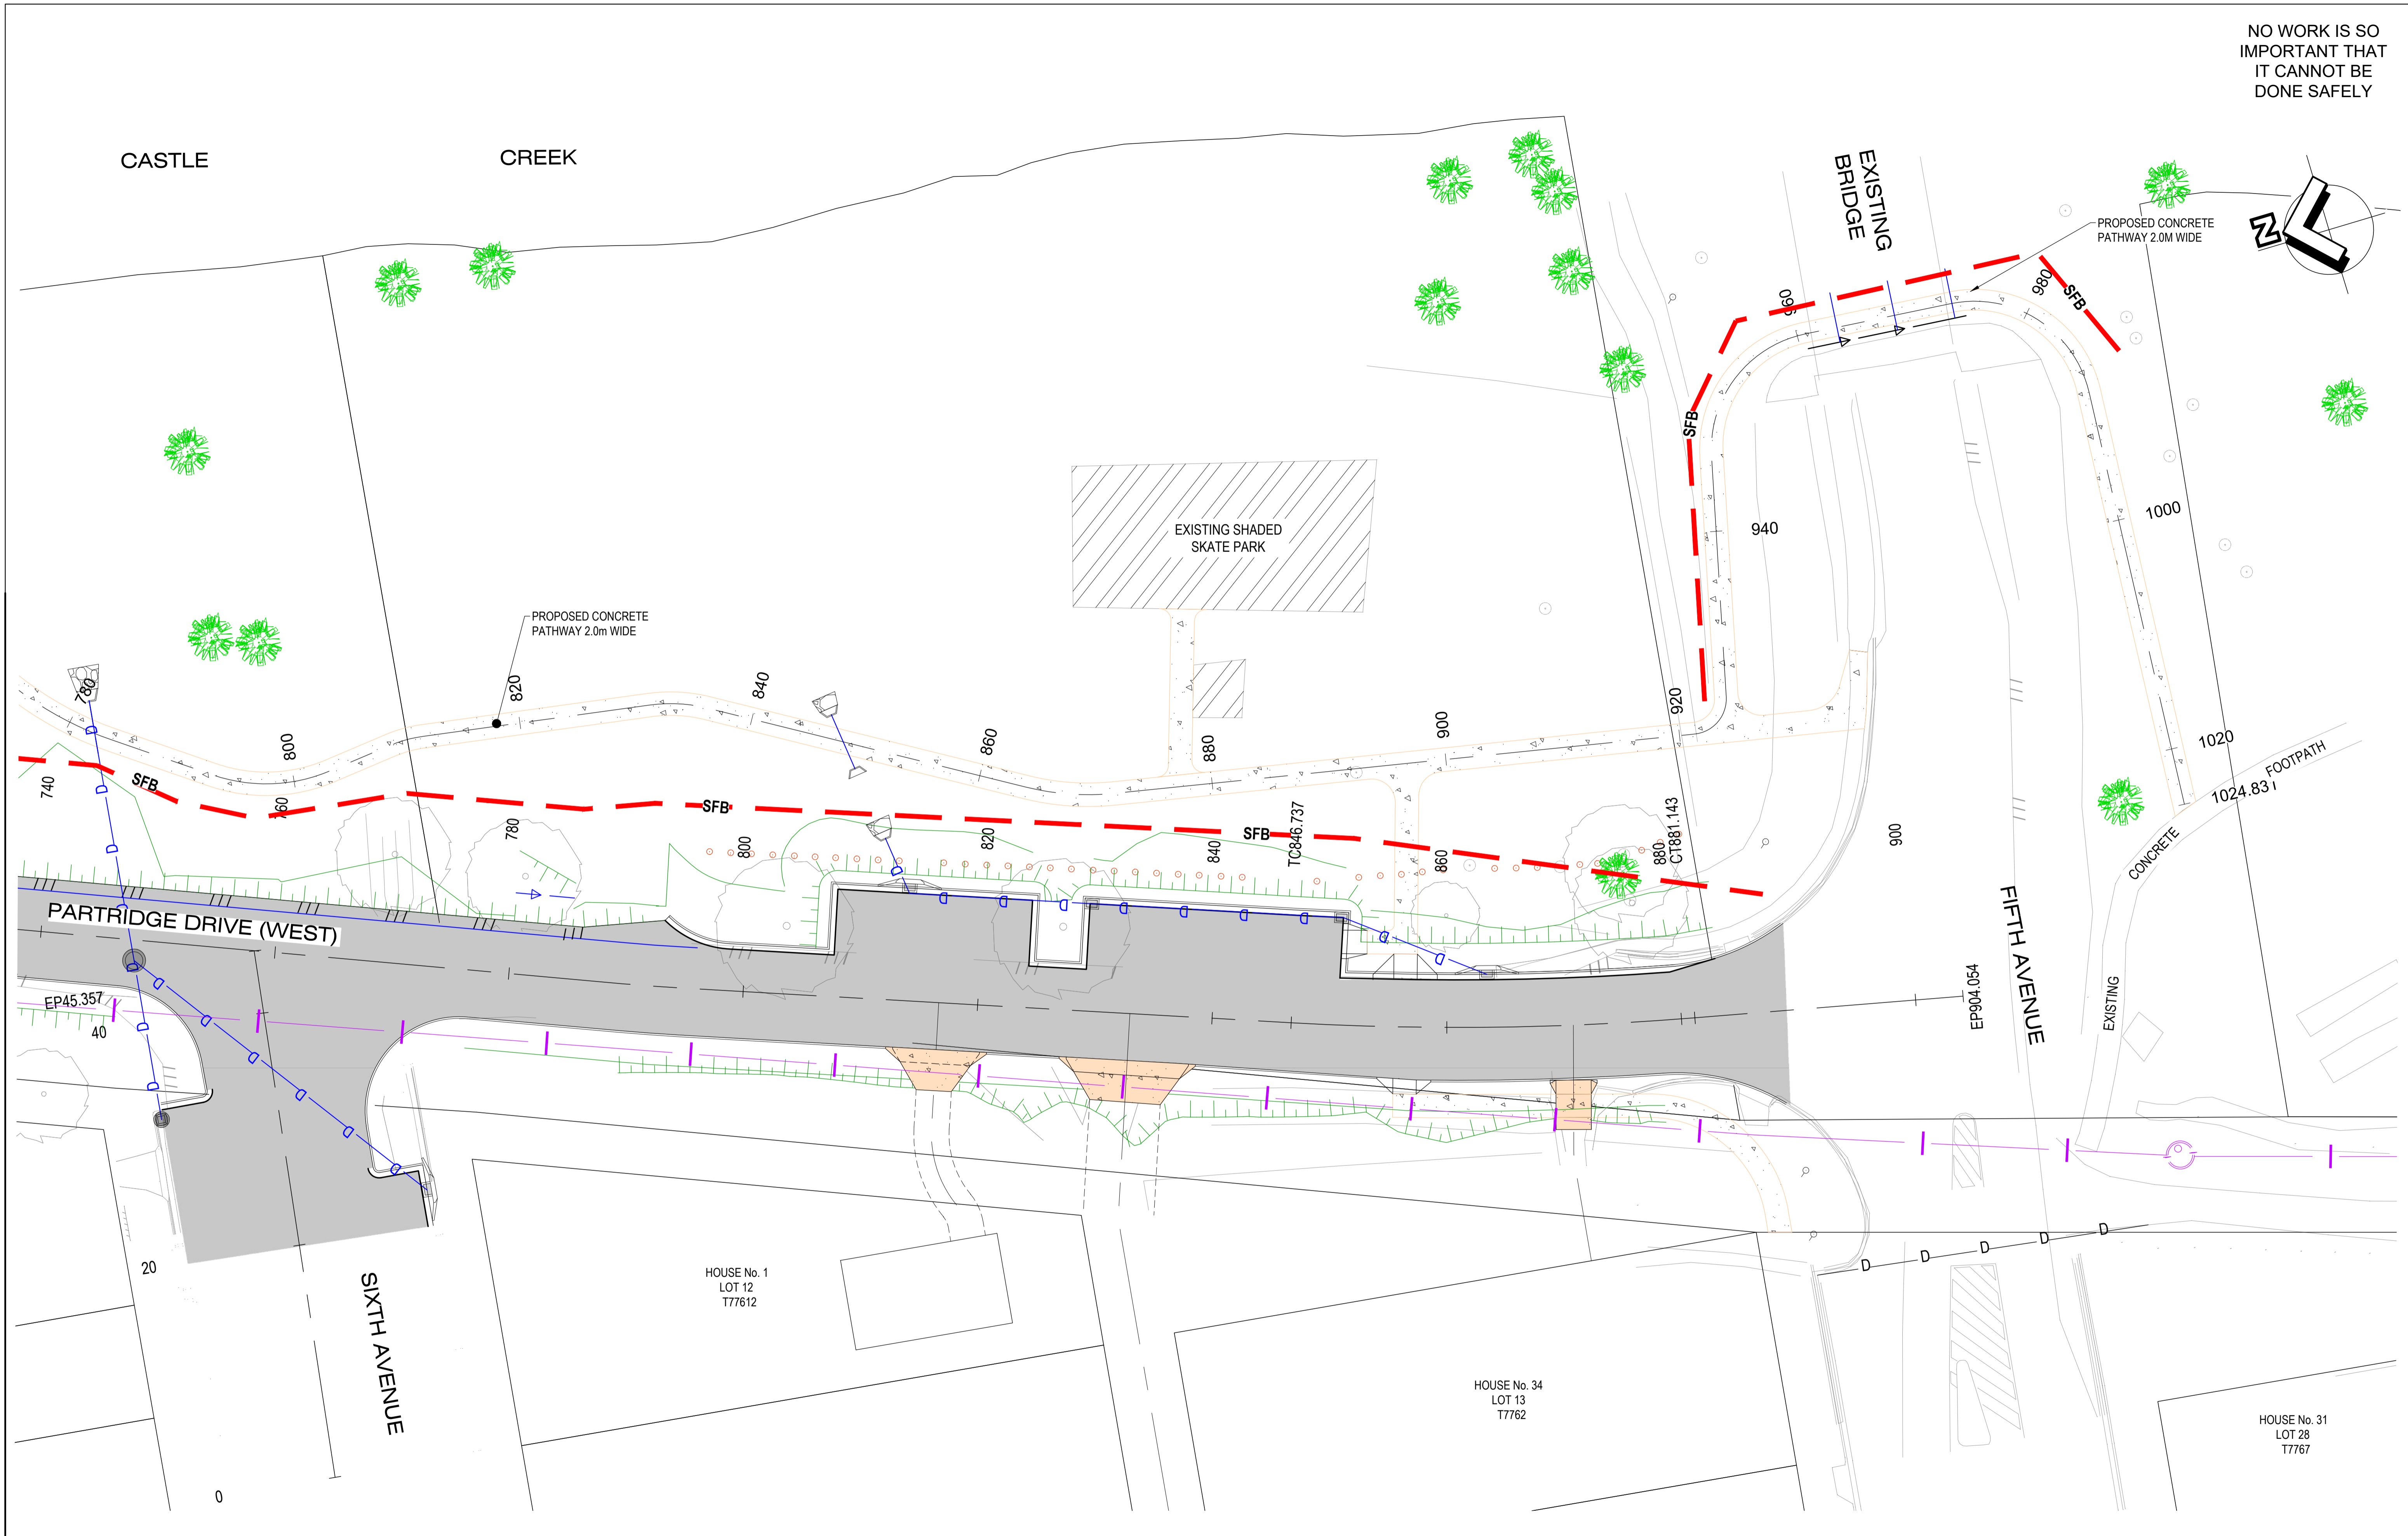 NO WORK IS SO
IMPORTANT THAT
IT CANNOT BE
DONE SAFELY
CASTLE CREEK
EXISTING
BRIDGE
PROPOSED CONCRETE
PATHWAY 2.0M WIDE
N
960
980
SFB
SFB
EXISTING SHADED
SKATE PARK
940
1000
PROPOSED CONCRETE
PATHWAY 2.0m WIDE
780
800
820
840
860
880
900
920
1020
1024.831
CONCRETE FOOTPATH
EXISTING
SFB
SFB
SFB
740
760
780
800
820
840
TC846.737
860
880
CT881.143
900
PARTRIDGE DRIVE (WEST)
EP904.054
FIFTH AVENUE
EP45.357
40
20
0
SIXTH AVENUE
D D D D D
HOUSE No. 1
LOT 12
T77612
HOUSE No. 34
LOT 13
T7762
HOUSE No. 31
LOT 28
T7767